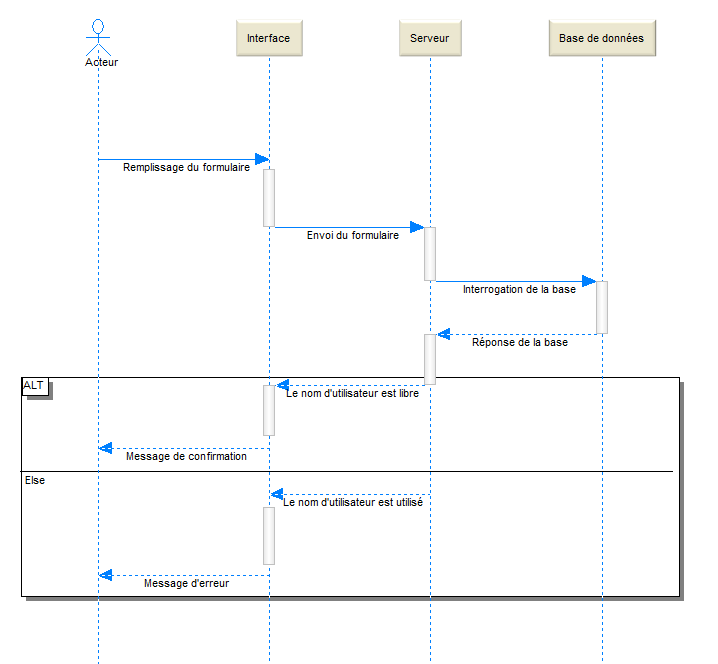 Acteur
Interface
Serveur
Base de données
Remplissage du formulaire
Envoi du formulaire
Interrogation de la base
Réponse de la base
ALT
Le nom d'utilisateur est libre
Message de confirmation
Else
Le nom d'utilisateur est utilisé
Message d'erreur